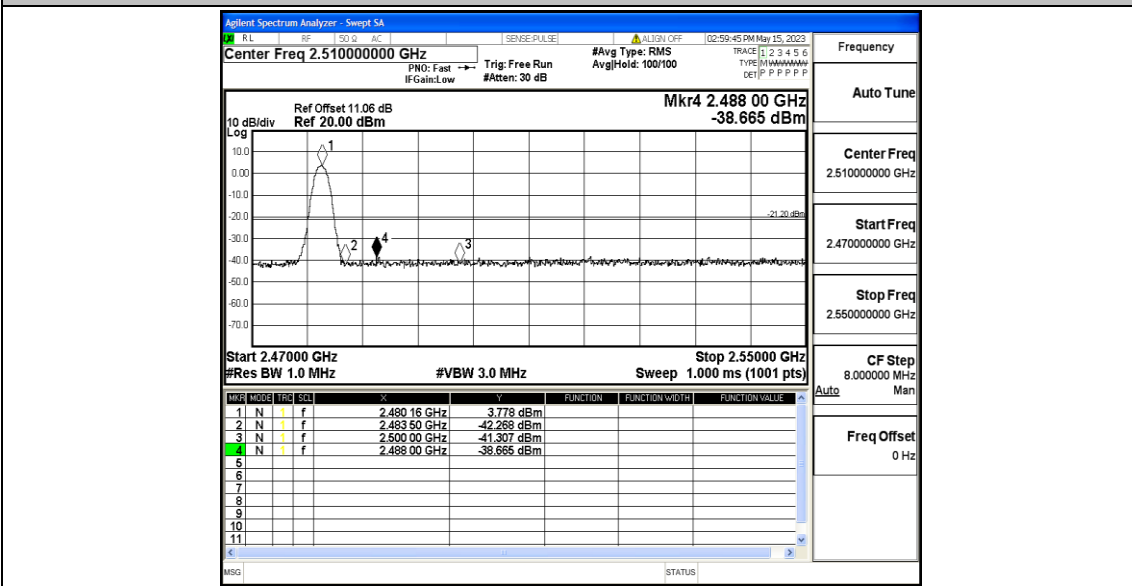 Agilent Spectrum Analyzer - Swept SA
RL RF 50 Ω AC SENSE:PULSE ALIGN OFF 02:59:45 PM May 15, 2023
Center Freq 2.510000000 GHz
PNO: Fast
IFGain:Low
Trig: Free Run
#Atten: 30 dB
#Avg Type: RMS
Avg|Hold: 100/100
TRACE 1 2 3 4 5 6
TYPE M
DET P P P P P P
Frequency
Auto Tune
Center Freq
2.510000000 GHz
Start Freq
2.470000000 GHz
Stop Freq
2.550000000 GHz
CF Step
8.000000 MHz
Auto Man
Freq Offset
0 Hz
Mkr4 2.488 00 GHz
-38.665 dBm
Ref Offset 11.06 dB
10 dB/div Ref 20.00 dBm
Log
10.0
0.00
-10.0
-20.0
-30.0
-40.0
-50.0
-60.0
-70.0
1
2
4
3
-21.20 dBm
Start 2.47000 GHz Stop 2.55000 GHz
#Res BW 1.0 MHz #VBW 3.0 MHz Sweep 1.000 ms (1001 pts)
MKR MODE TRC SCL X Y FUNCTION FUNCTION WIDTH FUNCTION VALUE
1 N 1 f 2.480 16 GHz 3.778 dBm
2 N 1 f 2.483 50 GHz -42.268 dBm
3 N 1 f 2.500 00 GHz -41.307 dBm
4 N 1 f 2.488 00 GHz -38.665 dBm
5
6
7
8
9
10
11
MSG STATUS